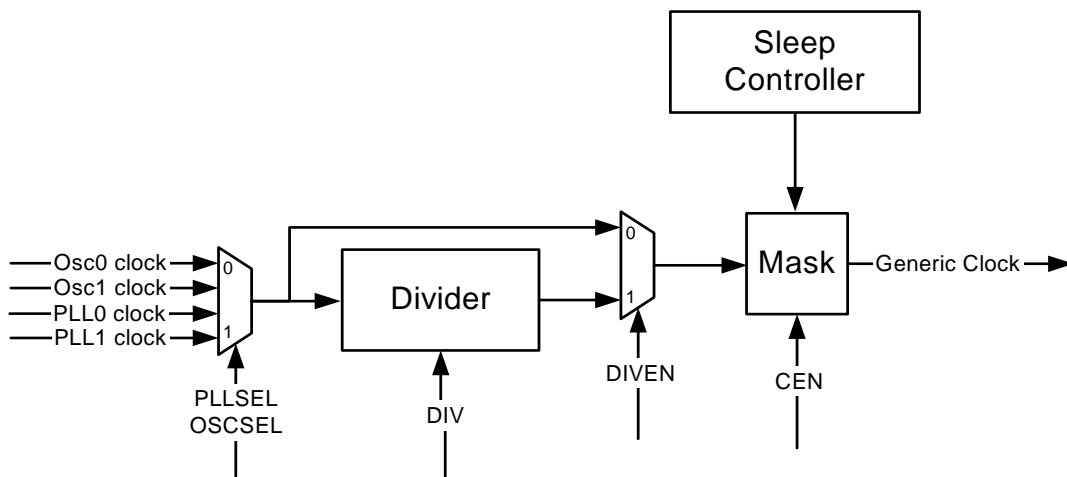 Sleep
Controller
Osc0 clock
Osc1 clock
PLL0 clock
PLL1 clock
0
1
PLLSEL
OSCSEL
Divider
DIV
0
1
DIVEN
Mask
CEN
Generic Clock